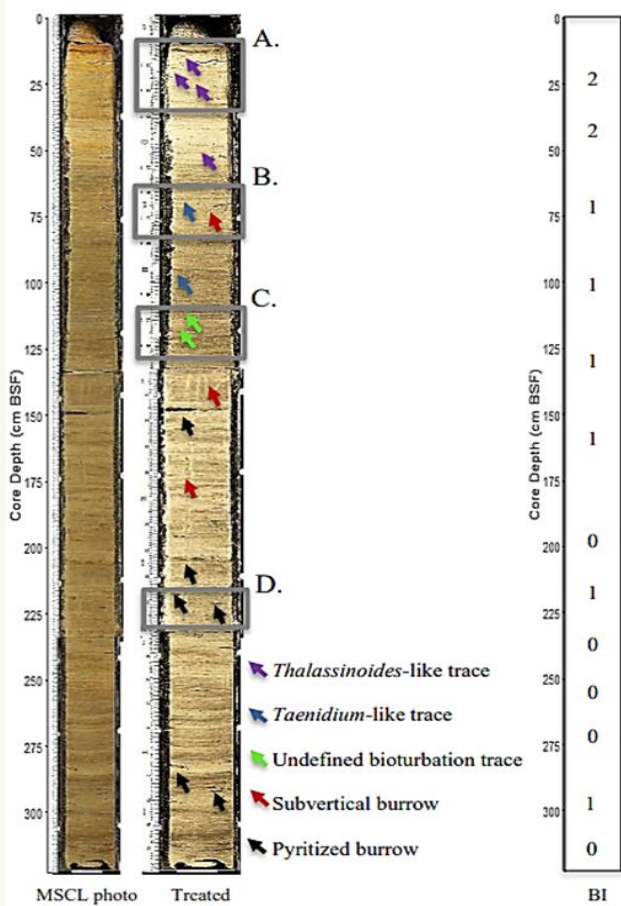 A.
B.
C.
D.
Core Depth (cm BSF)
0
25
50
75
100
125
150
175
200
225
250
275
300
Thalassinoides-like trace
Taenidium-like trace
Undefined bioturbation trace
Subvertical burrow
Pyritized burrow
MSCL photo
Treated
Core Depth (cm BSF)
0
25
50
75
100
125
150
175
200
225
250
275
300
2
2
1
1
1
1
0
1
0
0
0
1
0
BI